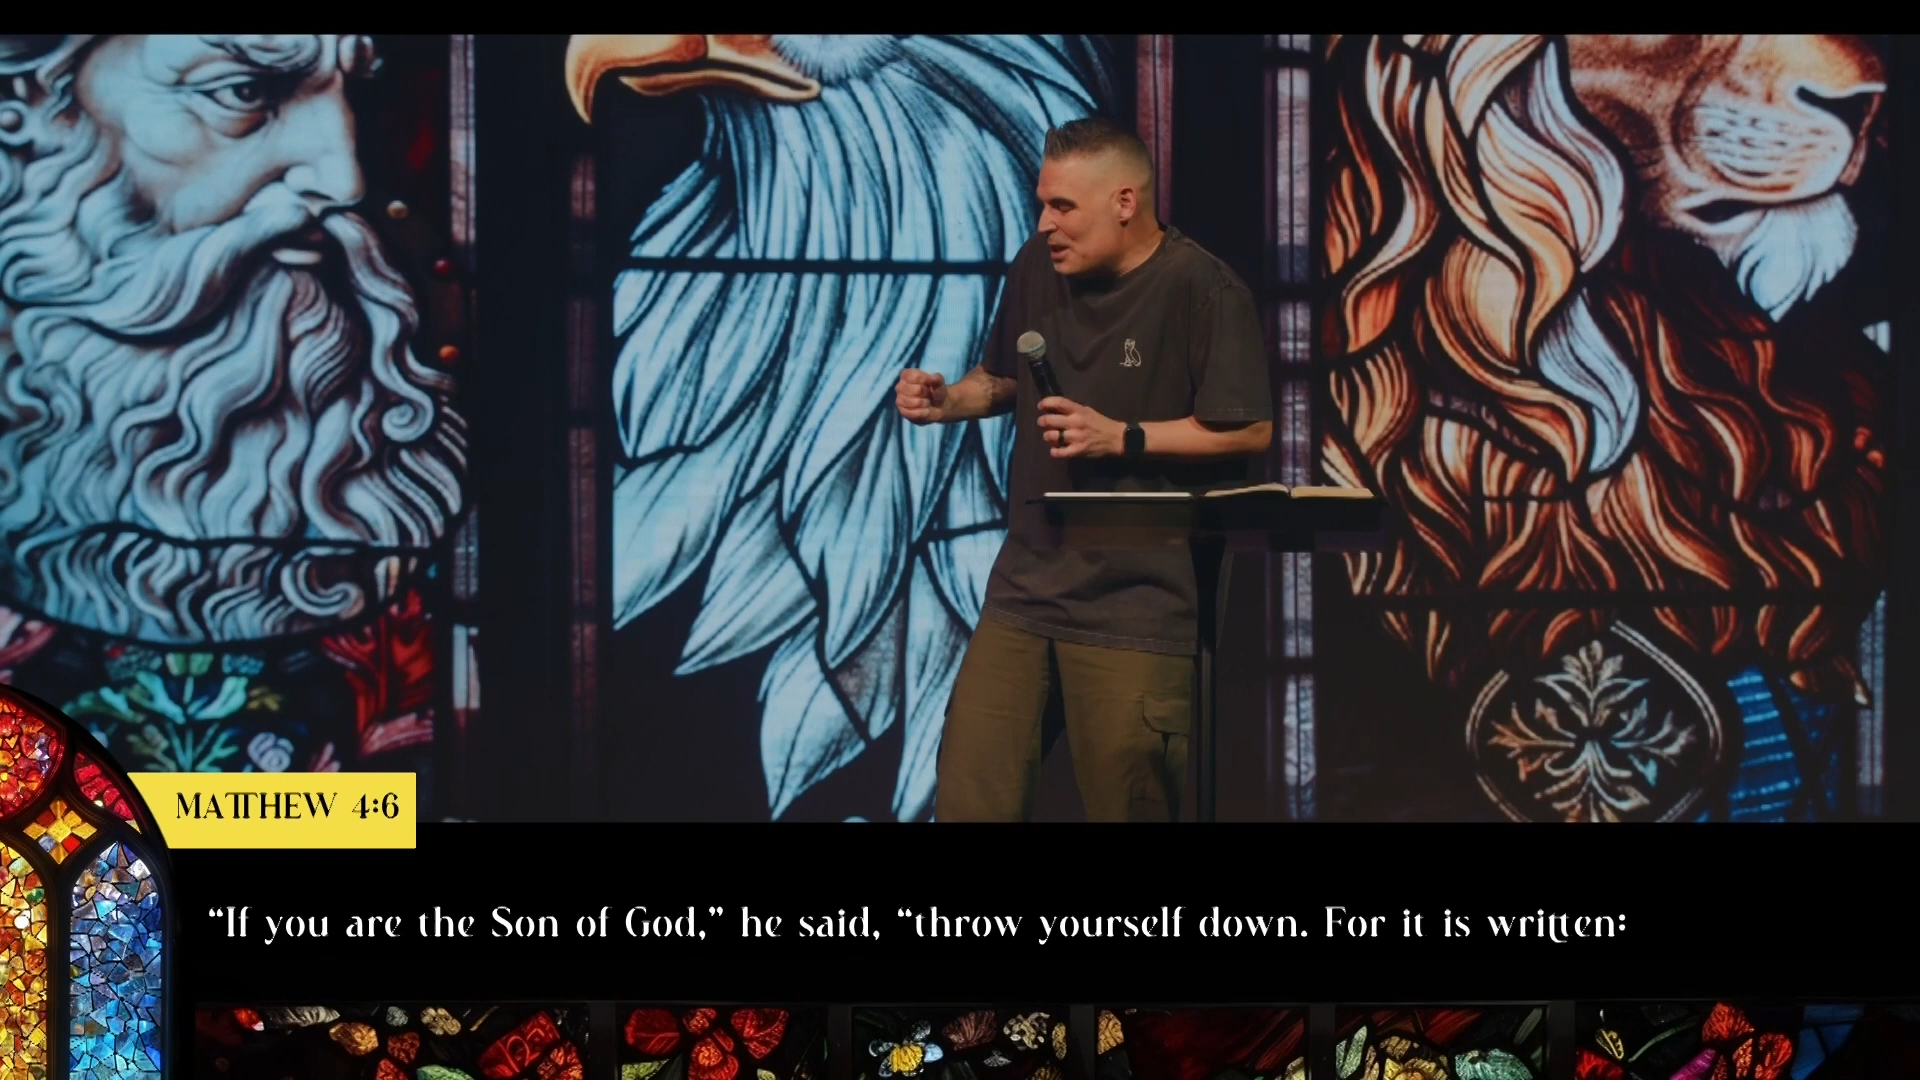 MATTHEW 4:6
“If you are the Son of God,” he said, “throw yourself down. For it is written: